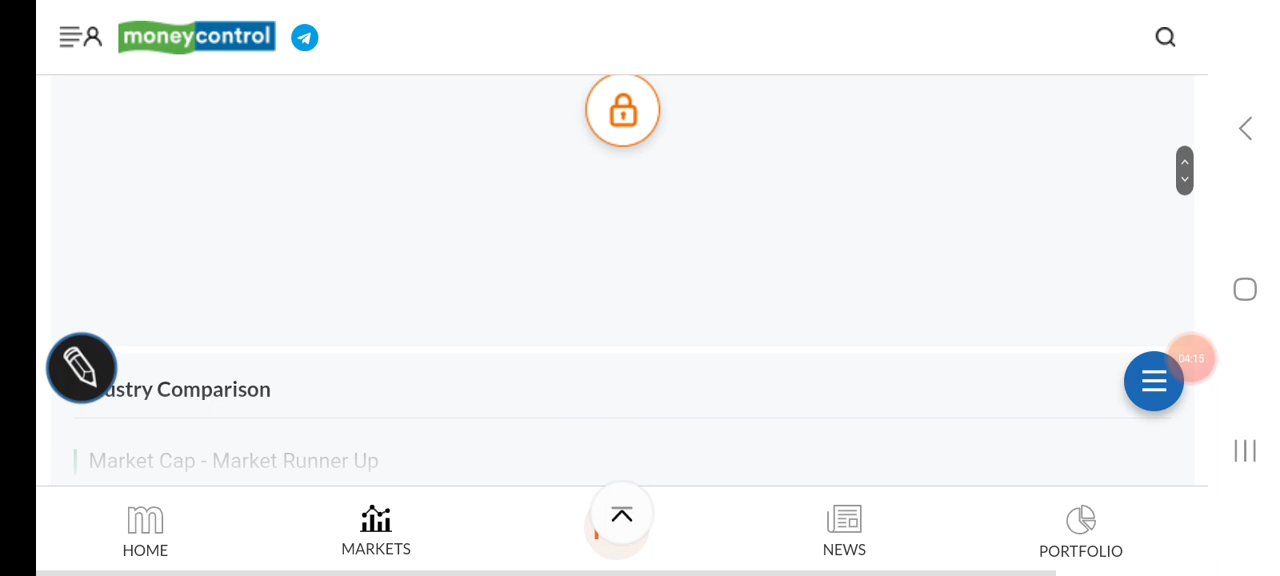 moneycontrol
04:15
ustry Comparison
Market Cap - Market Runner Up
HOME
MARKETS
NEWS
PORTFOLIO